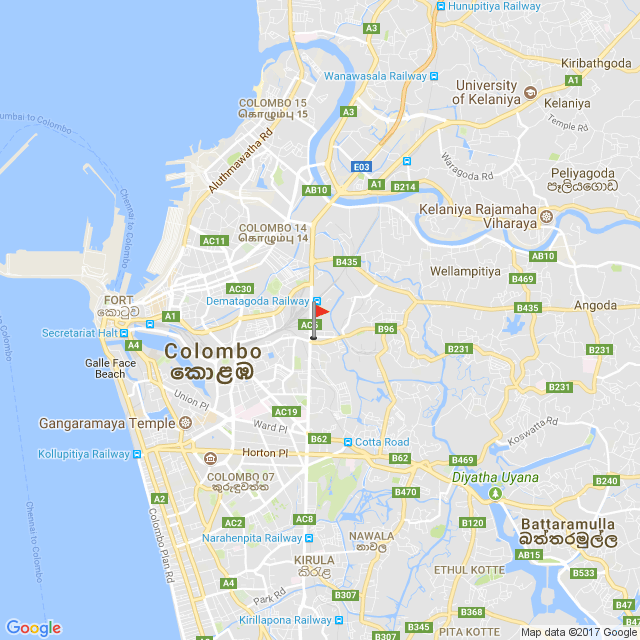 Hunupitiya Railway
A3
Kiribathgoda
Wanawasala Railway
A1
University
of Kelaniya
Kelaniya
COLOMBO 15
கொழும்பு 15
A3
Temple Rd
Aluthmawatha Rd
E03
Waragoda Rd
Peliyagoda
පෑලියගොඩ
A1
B214
AB10
Kelaniya Rajamaha
Viharaya
COLOMBO 14
கொழும்பு 14
AC11
AB10
B435
Wellampitiya
B469
AC30
FORT
කොටුව
Dematagoda Railway
B435
Angoda
A1
Secretariat Halt
A4
B96
Colombo
කොළඹ
B231
B231
Galle Face
Beach
B231
Union Pl
AC19
Gangaramaya Temple
Ward Pl
Koswatta Rd
B62
Cotta Road
Kollupitiya Railway
Horton Pl
B62
B469
COLOMBO 07
Diyatha Uyana
B240
A2
B470
Colombo Plan Rd
AC2
AC8
B120
Battaramulla
බත්තරමුල්ල
Narahenpita Railway
NAWALA
නාවල
AB15
KIRULA
කිරුළ
ETHUL KOTTE
B533
A4
Park Rd
B307
B307
Kirillapona Railway
B368
B47
B345
PITA KOTTE
Chennai to Colombo
Chennai to Colombo
Google
Map data ©2017 Google